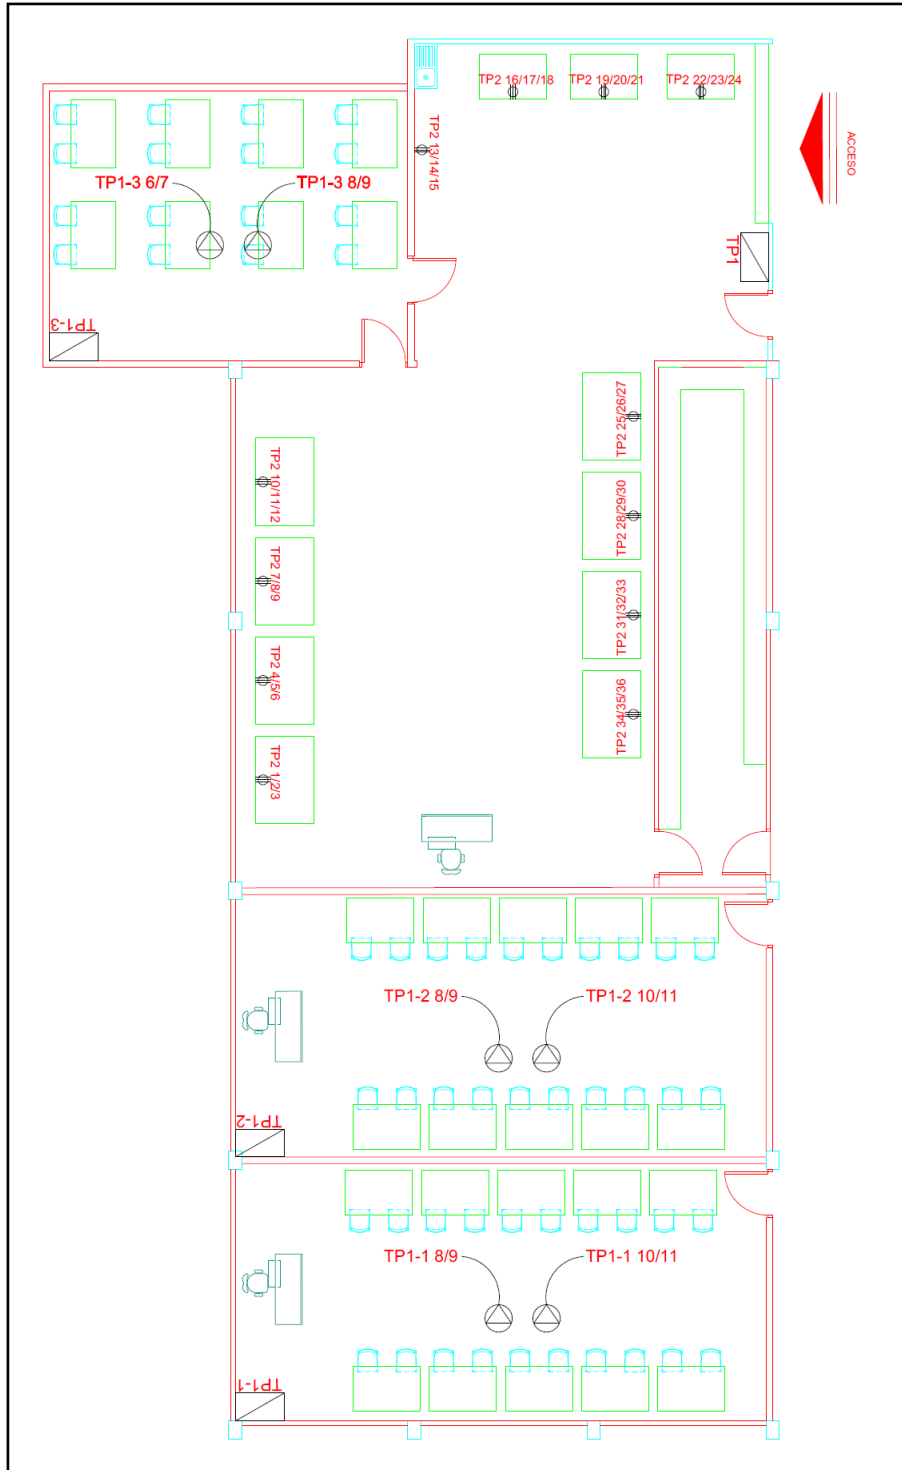 TP2 16/17/18
TP2 19/20/21
TP2 22/23/24
TP2 13/14/15
ACCESO
TP1-3 6/7
TP1-3 8/9
TP1
TP1-3
TP2 25/26/27
TP2 10/11/12
TP2 28/29/30
TP2 7/8/9
TP2 31/32/33
TP2 4/5/6
TP2 34/35/36
TP2 1/2/3
TP1-2 8/9
TP1-2 10/11
TP1-2
TP1-1 8/9
TP1-1 10/11
TP1-1